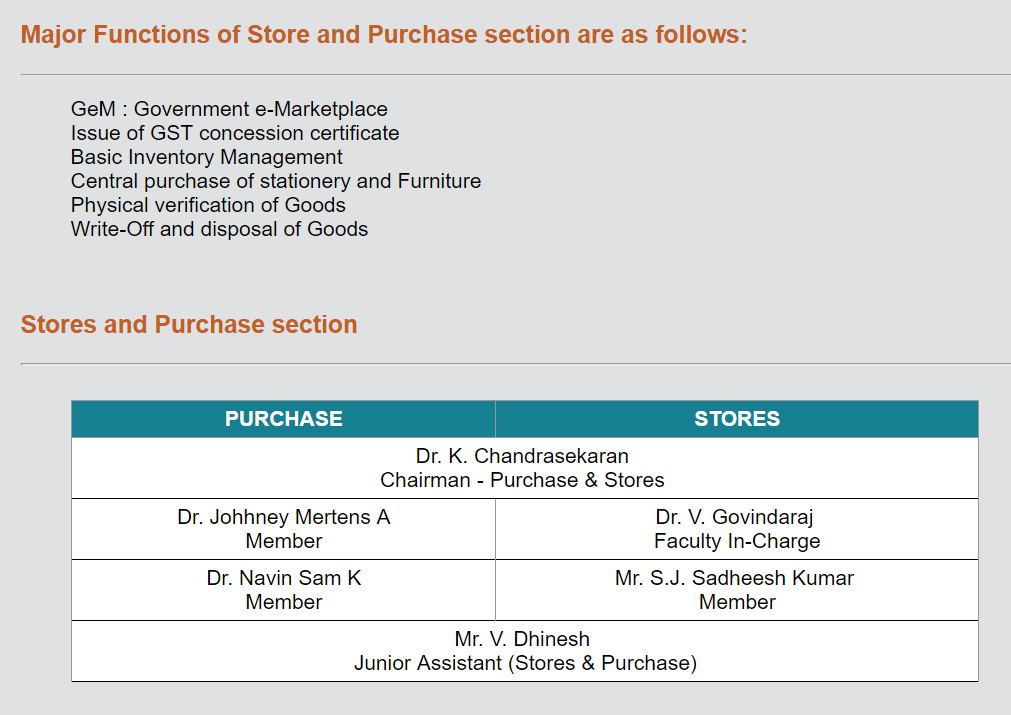 Major Functions of Store and Purchase section are as follows:
GeM : Government e-Marketplace
Issue of GST concession certificate
Basic Inventory Management
Central purchase of stationery and Furniture
Physical verification of Goods
Write-Off and disposal of Goods
Stores and Purchase section
PURCHASE STORES
Dr. K. Chandrasekaran
Chairman - Purchase & Stores
Dr. Johhney Mertens A Dr. V. Govindaraj
Member Faculty In-Charge
Dr. Navin Sam K Mr. S.J. Sadheesh Kumar
Member Member
Mr. V. Dhinesh
Junior Assistant (Stores & Purchase)